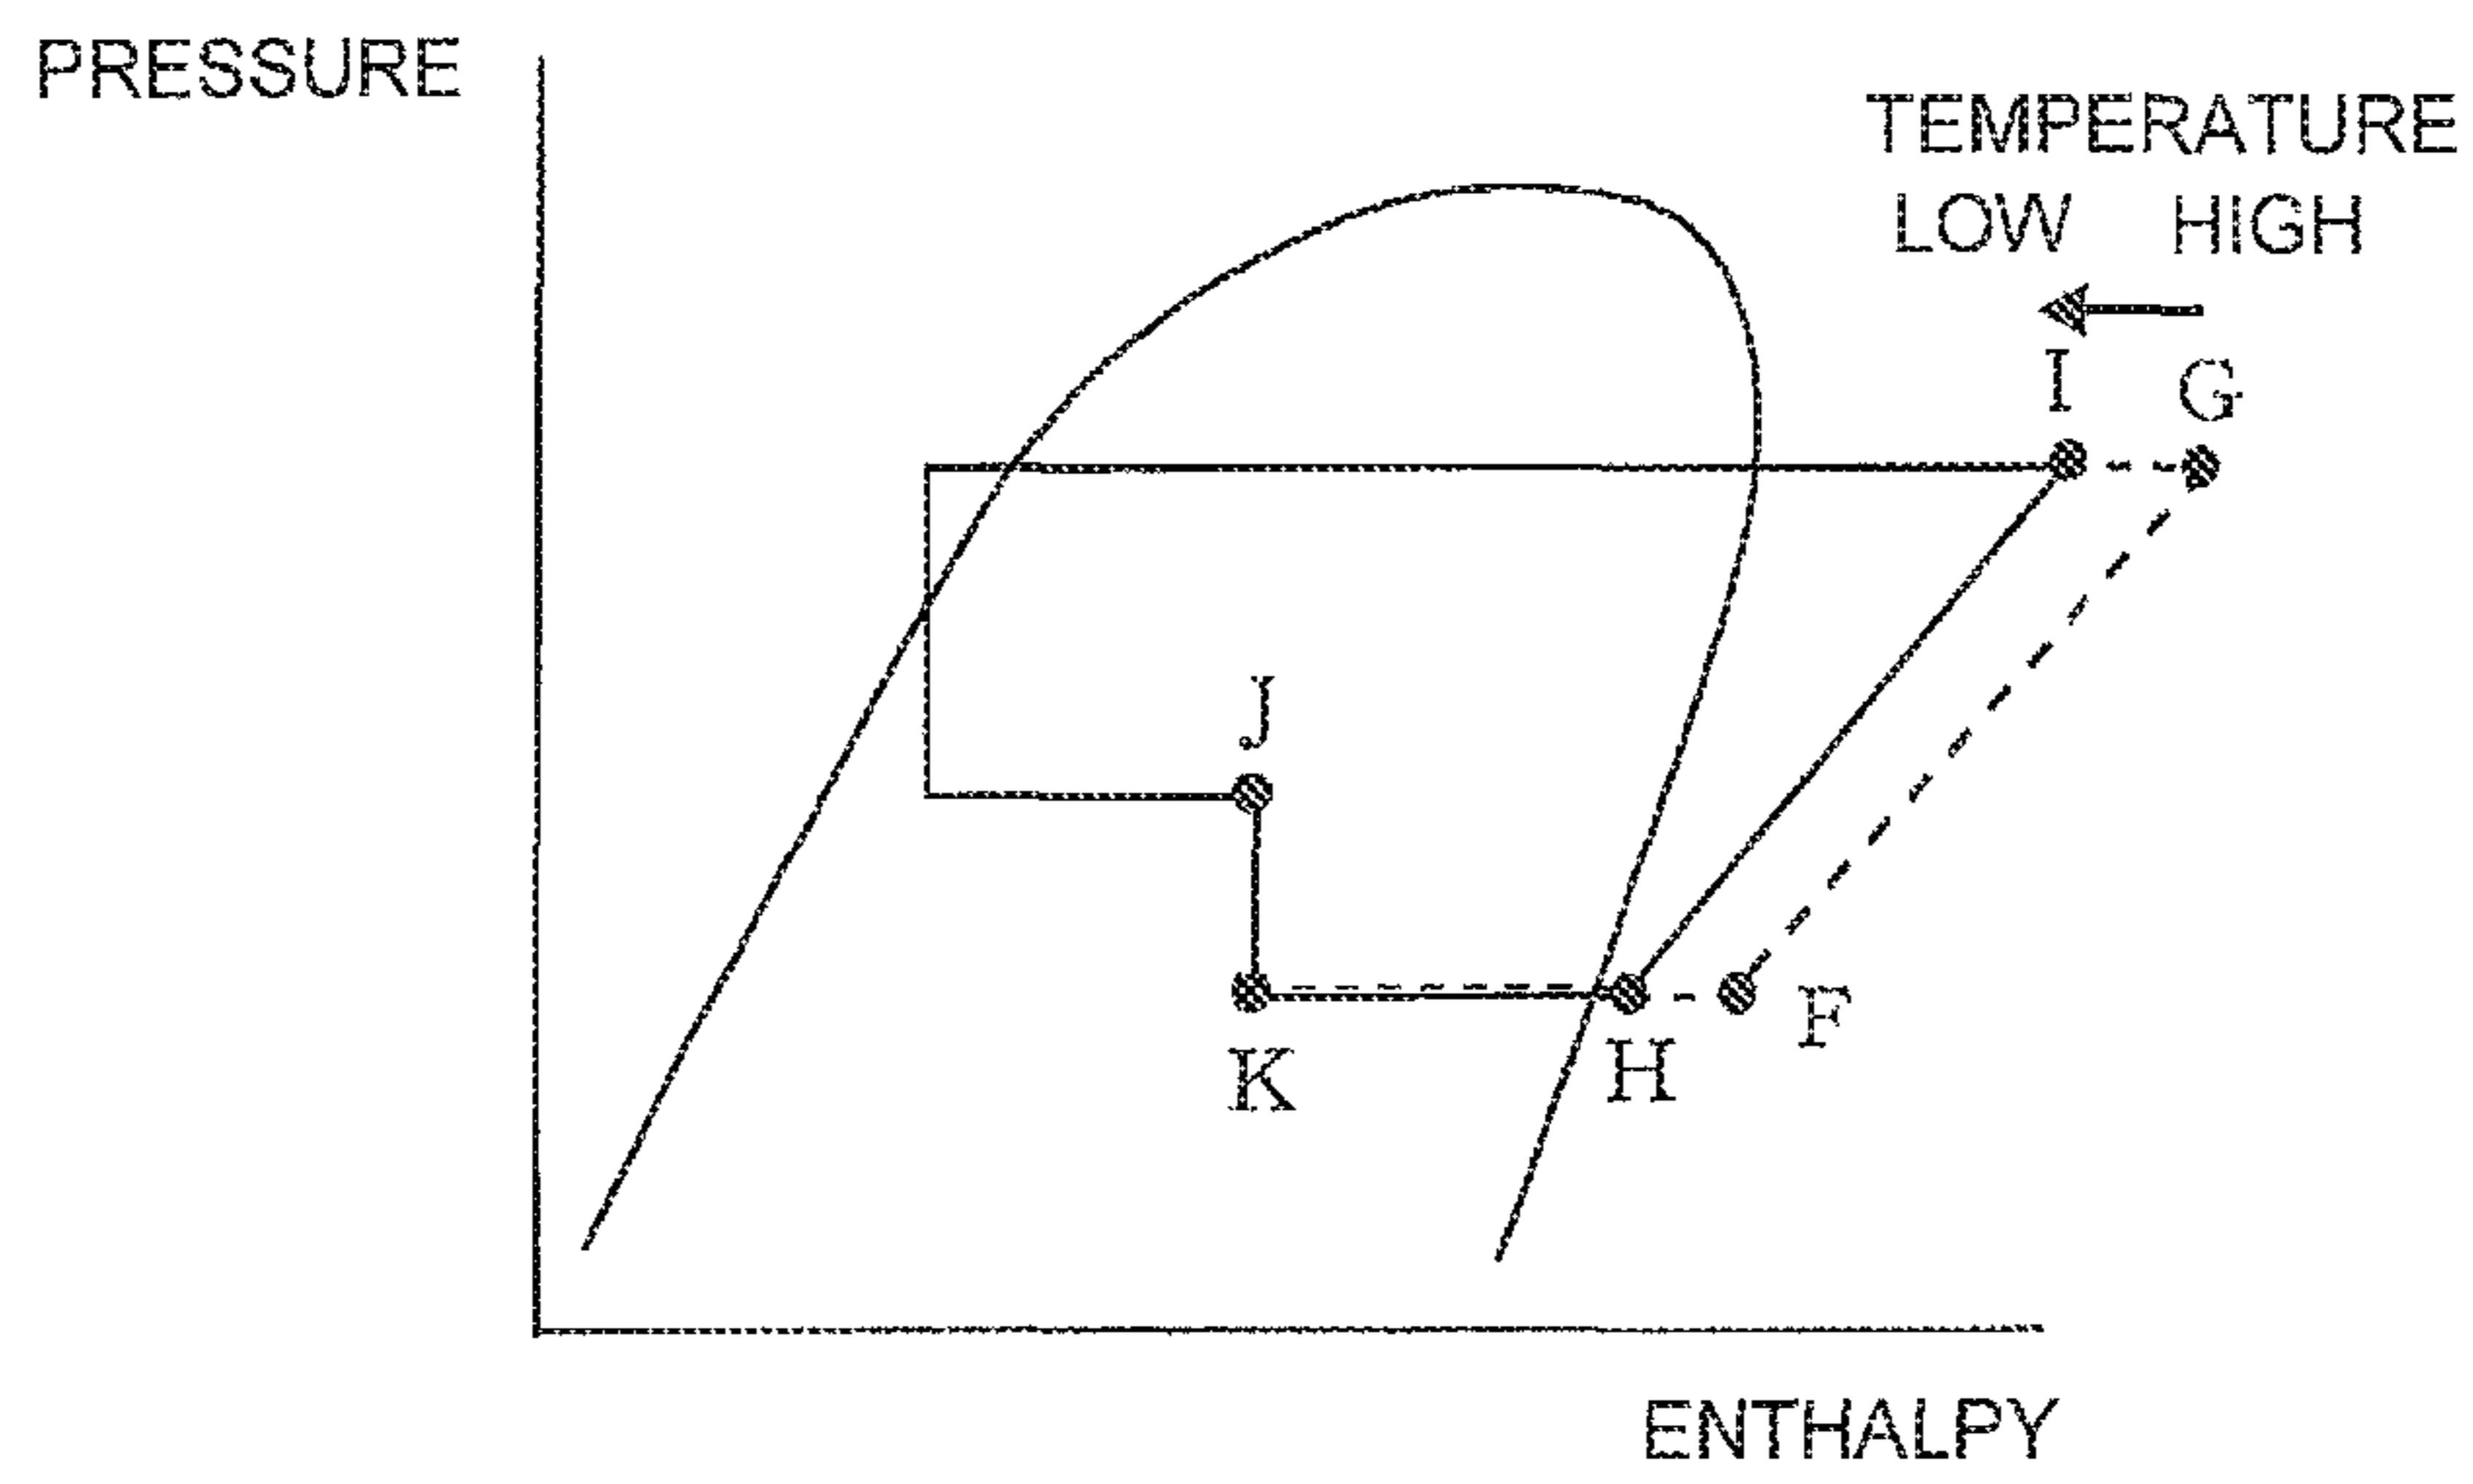 PRESSURE
TEMPERATURE
LOW HIGH
I G
J
K H F
ENTHALPY